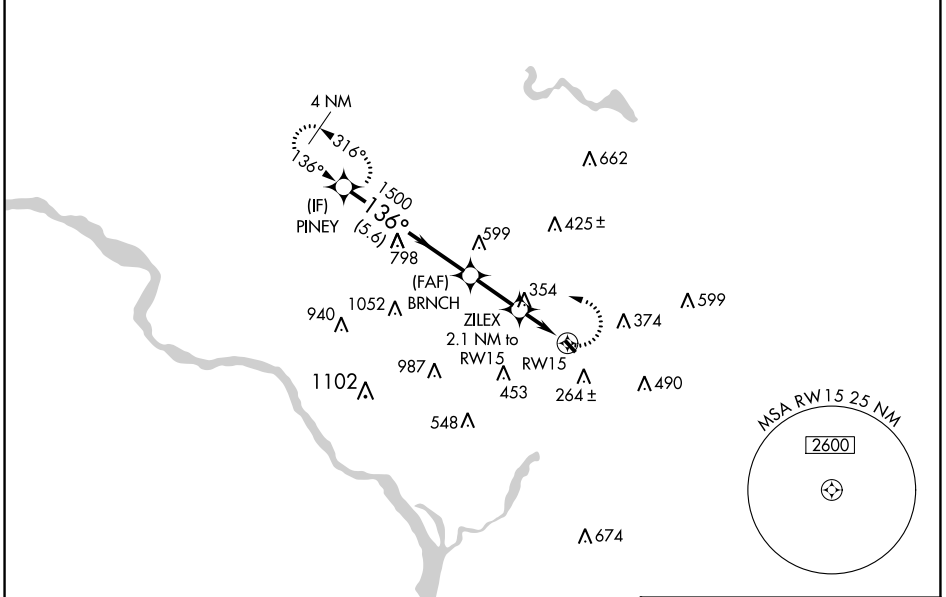 4 NM
316°
136°
662
(IF)
PINEY
1500
136°
(5.6)
425 ±
599
798
(FAF)
BRNCH
354
599
1052
940
ZILEX
2.1 NM to
RW15
374
RW15
987
453
264 ±
490
1102
548
MSA RW15 25 NM
2600
674